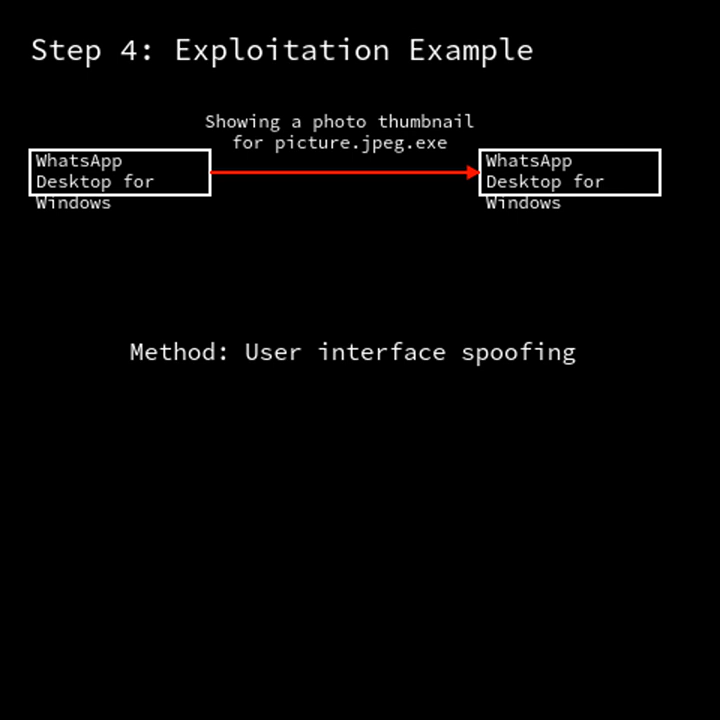 Step 4: Exploitation Example
Showing a photo thumbnail
for picture.jpeg.exe
WhatsApp
Desktop for
Windows
WhatsApp
Desktop for
Windows
Method: User interface spoofing